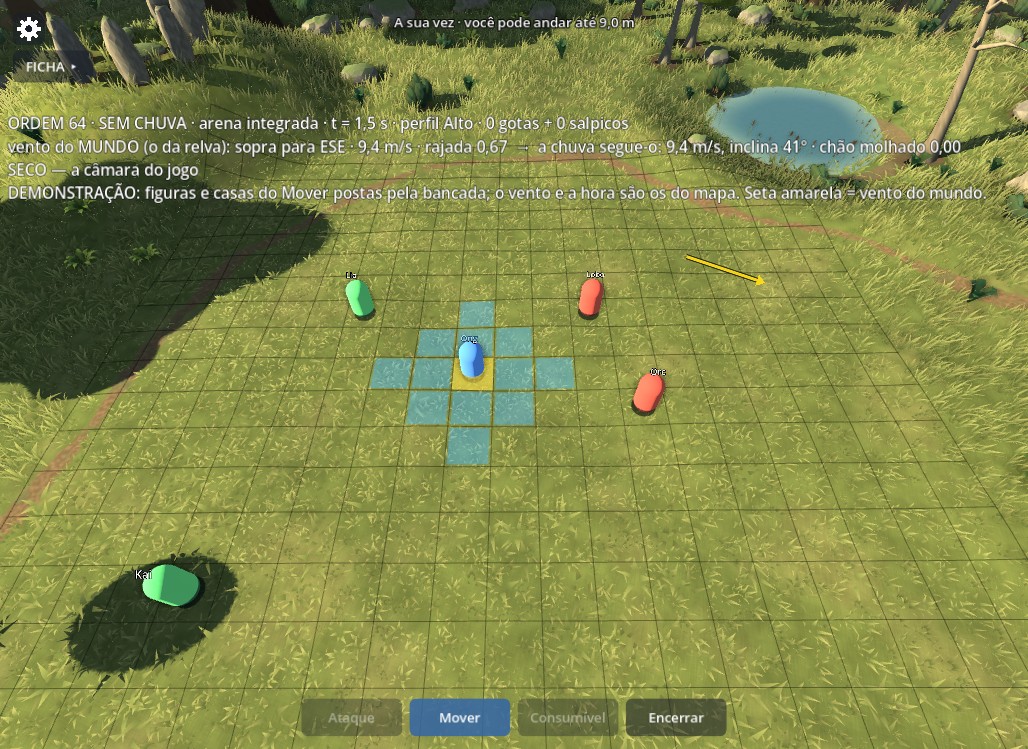 A sua vez · você pode andar até 9,0 m
FICHA ▸
ORDEM 64 · SEM CHUVA · arena integrada · t = 1,5 s · perfil Alto · 0 gotas + 0 salpicos
vento do MUNDO (o da relva): sopra para ESE · 9,4 m/s · rajada 0,67 → a chuva segue-o: 9,4 m/s, inclina 41° · chão molhado 0,00
SECO — a câmara do jogo
DEMONSTRAÇÃO: figuras e casas do Mover postas pela bancada; o vento e a hora são os do mapa. Seta amarela = vento do mundo.
Lobo
Orc
Kai
Ataque
Mover
Consumível
Encerrar